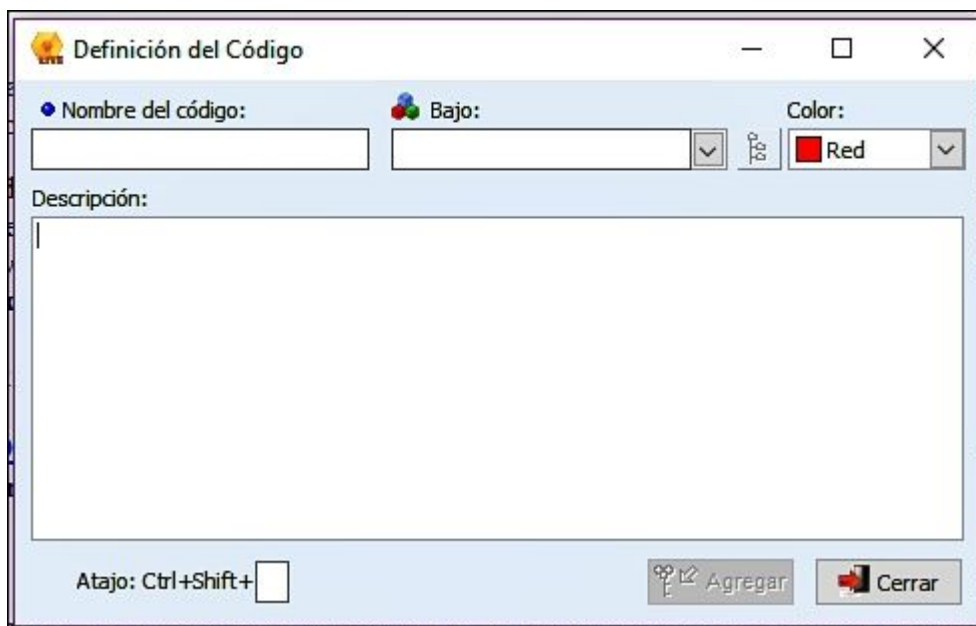 Definición del Código
Nombre del código: Bajo: Color:
Red
Descripción:
Atajo: Ctrl+Shift+ Agregar Cerrar